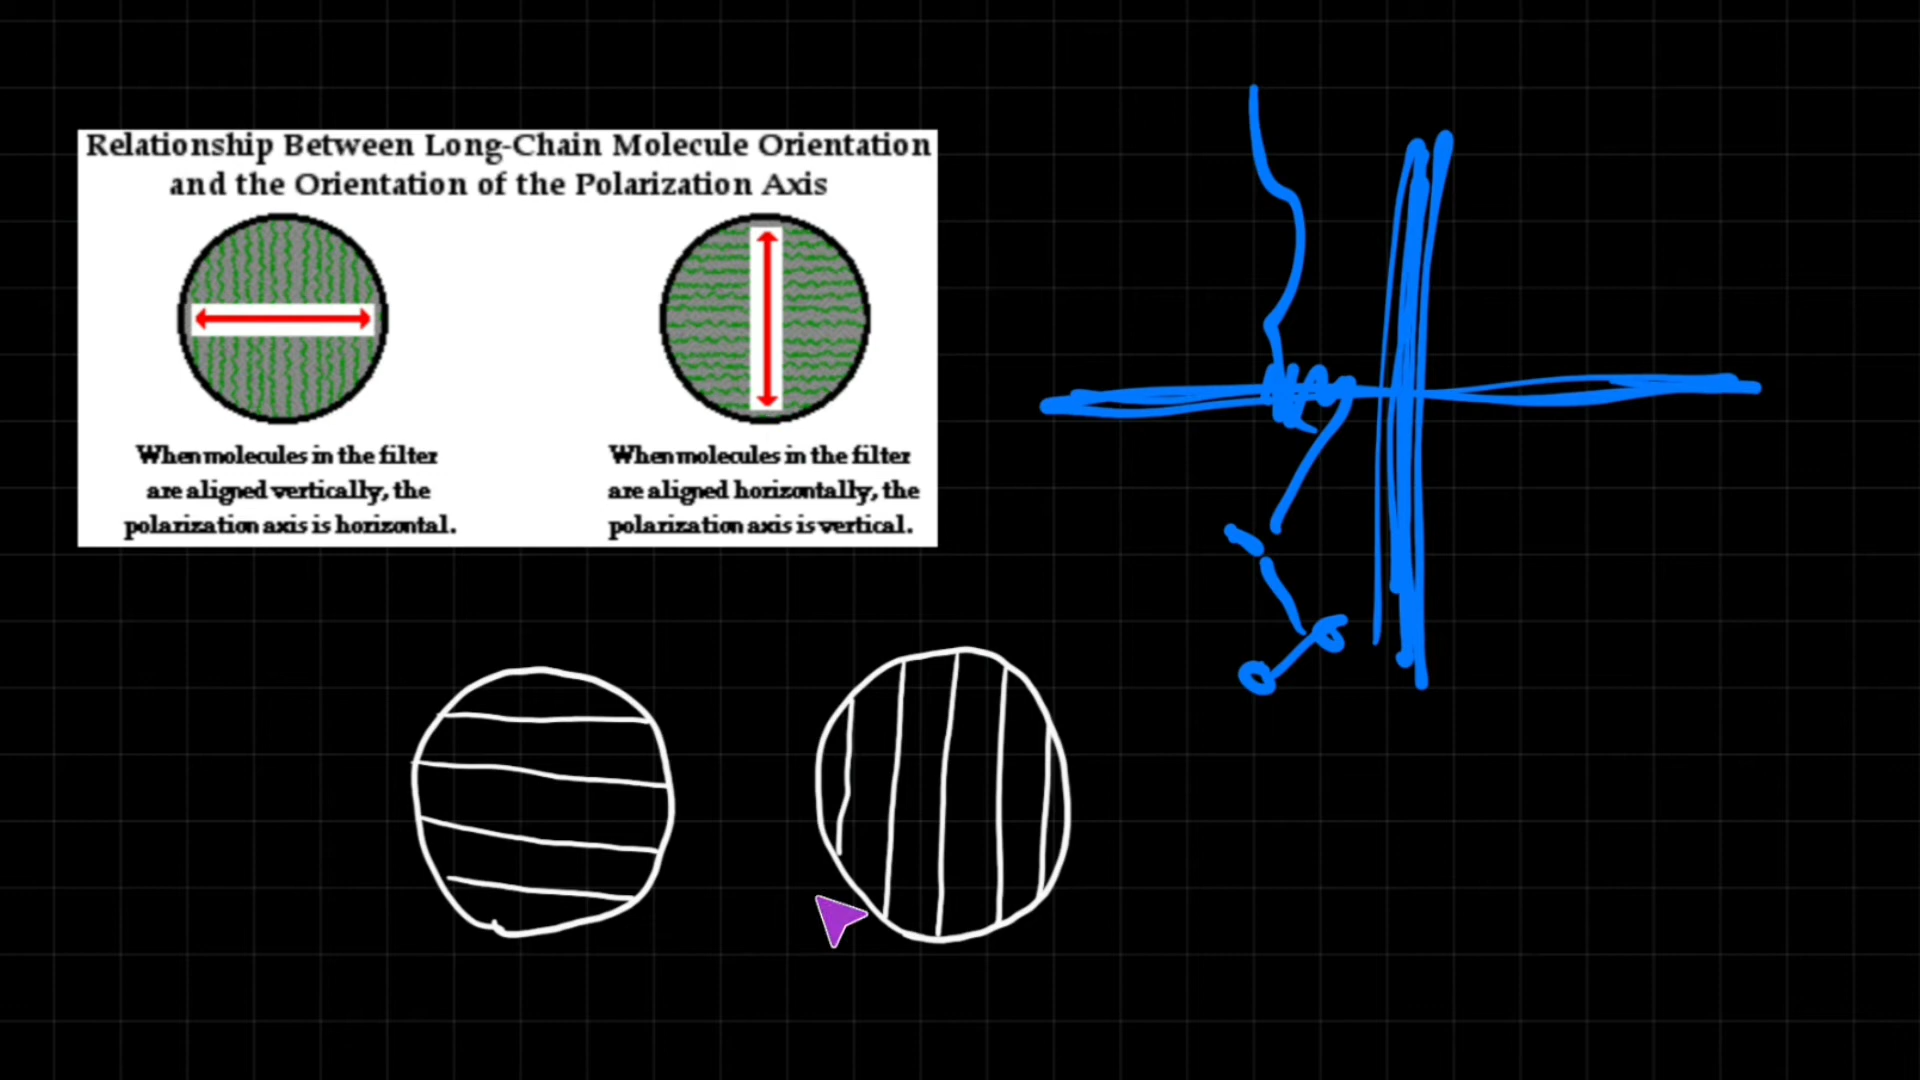 Relationship Between Long-Chain Molecule Orientation
and the Orientation of the Polarization Axis
When molecules in the filter
are aligned vertically, the
polarization axis is horizontal.
When molecules in the filter
are aligned horizontally, the
polarization axis is vertical.